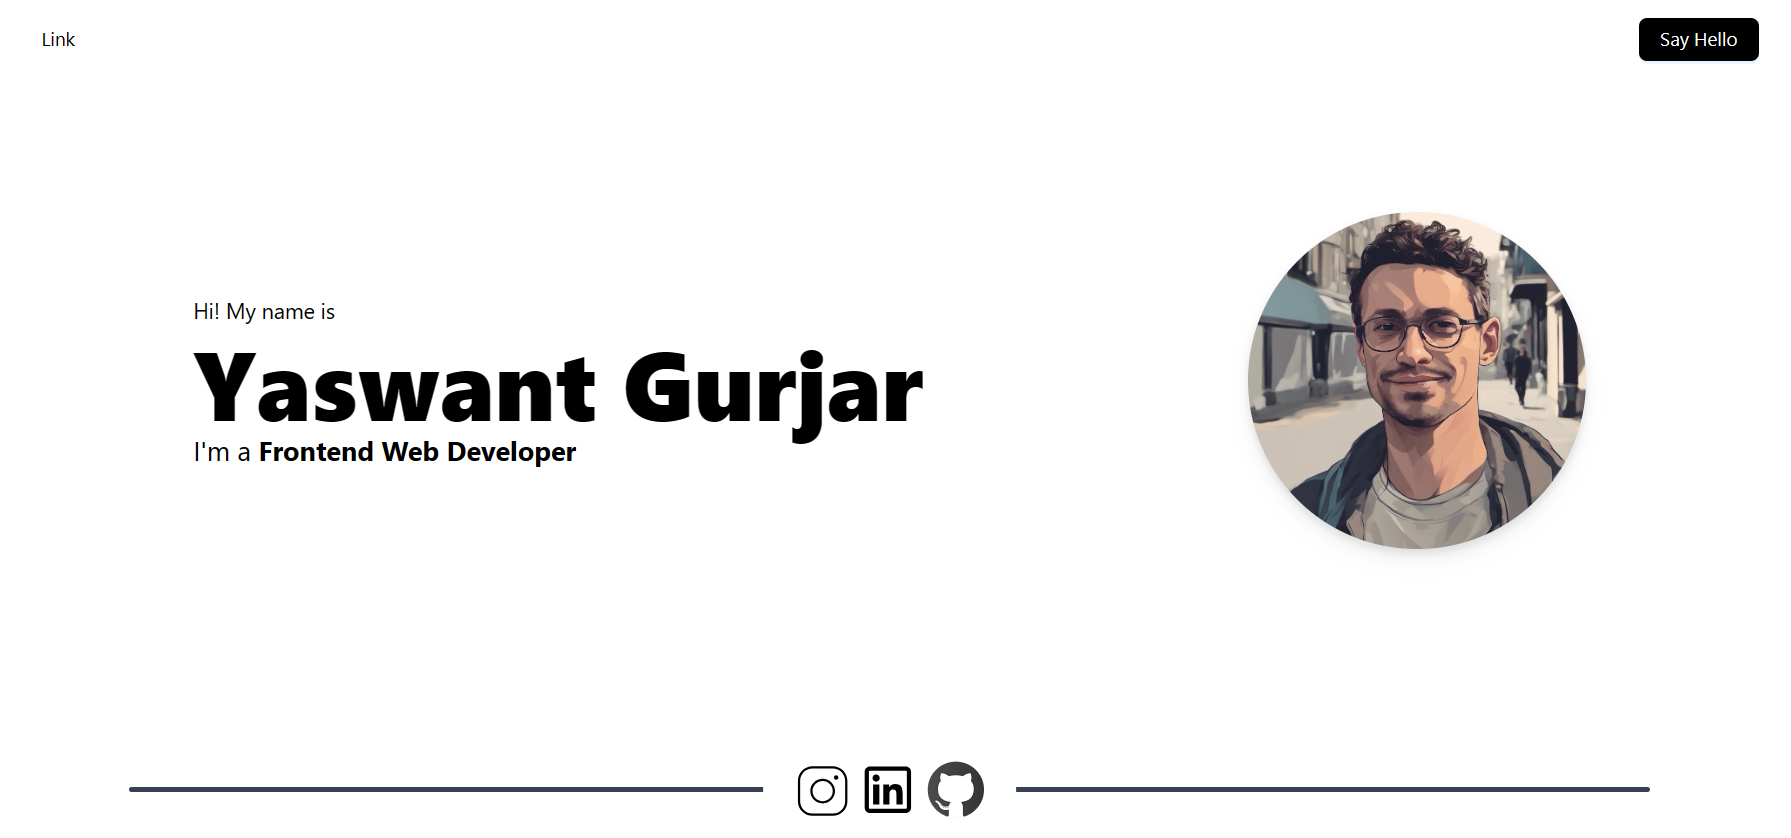 Link
Say Hello
Hi! My name is
Yaswant Gurjar
I'm a Frontend Web Developer
in